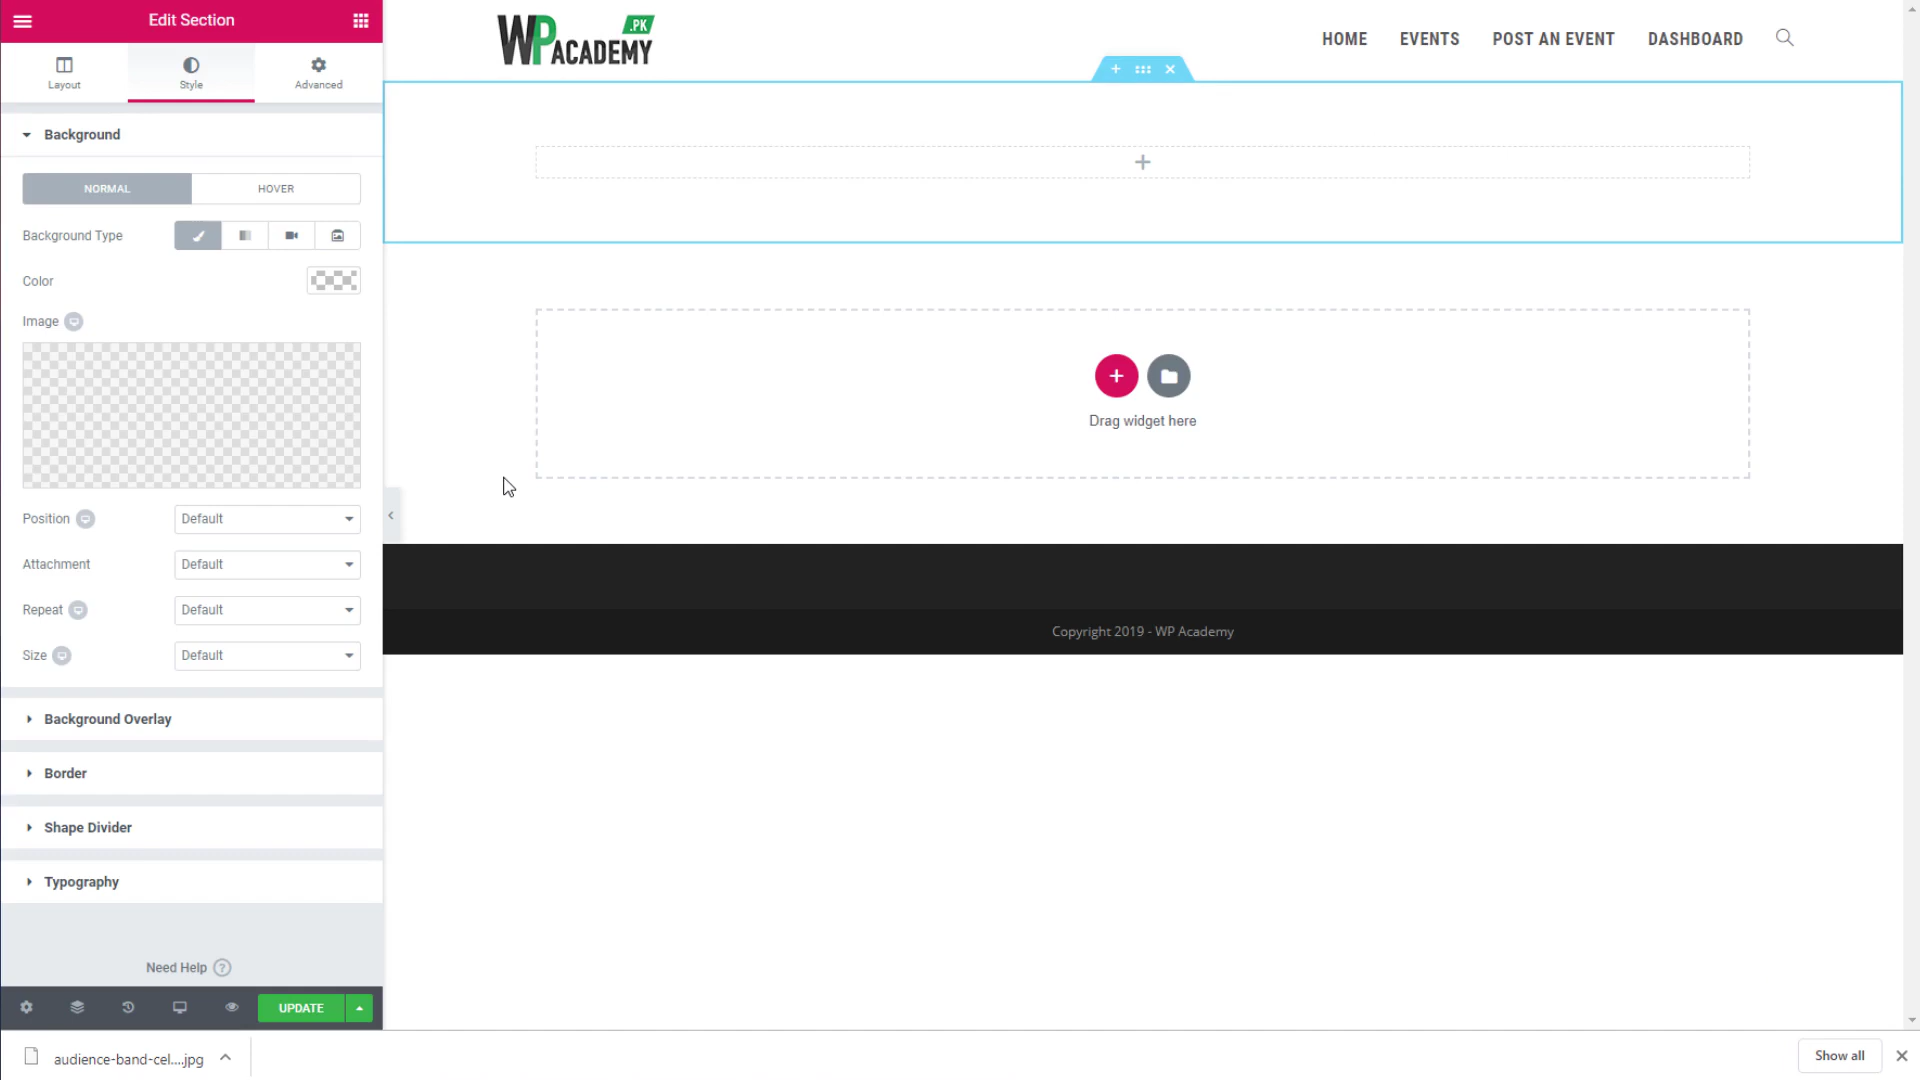 Edit Section
WP ACADEMY .PK
HOME EVENTS POST AN EVENT DASHBOARD
Layout Style Advanced
Background
NORMAL HOVER
Background Type
Color
Image
Drag widget here
Position Default
Attachment Default
Repeat Default
Size Default
Copyright 2019 - WP Academy
Background Overlay
Border
Shape Divider
Typography
Need Help ?
UPDATE
audience-band-cel....jpg
Show all